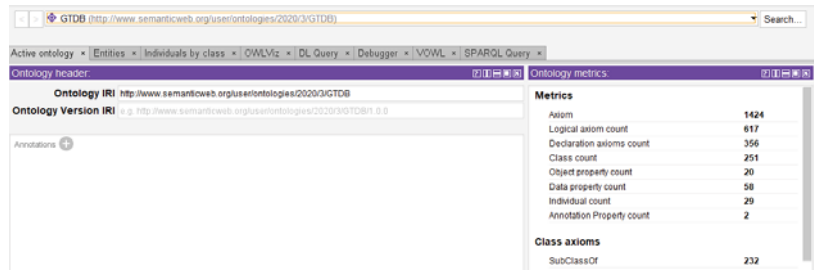 GTDB (http://www.semanticweb.org/user/ontologies/2020/3/GTDB)
Search...
Active ontology × Entities × Individuals by class × OWLViz × DL Query × Debugger × VOWL × SPARQL Query ×
Ontology header:
Ontology IRI http://www.semanticweb.org/user/ontologies/2020/3/GTDB
Ontology Version IRI e.g. http://www.semanticweb.org/user/ontologies/2020/3/GTDB/1.0.0
Annotations
Ontology metrics:
Metrics
Axiom 1424
Logical axiom count 617
Declaration axioms count 356
Class count 251
Object property count 20
Data property count 58
Individual count 29
Annotation Property count 2
Class axioms
SubClassOf 232